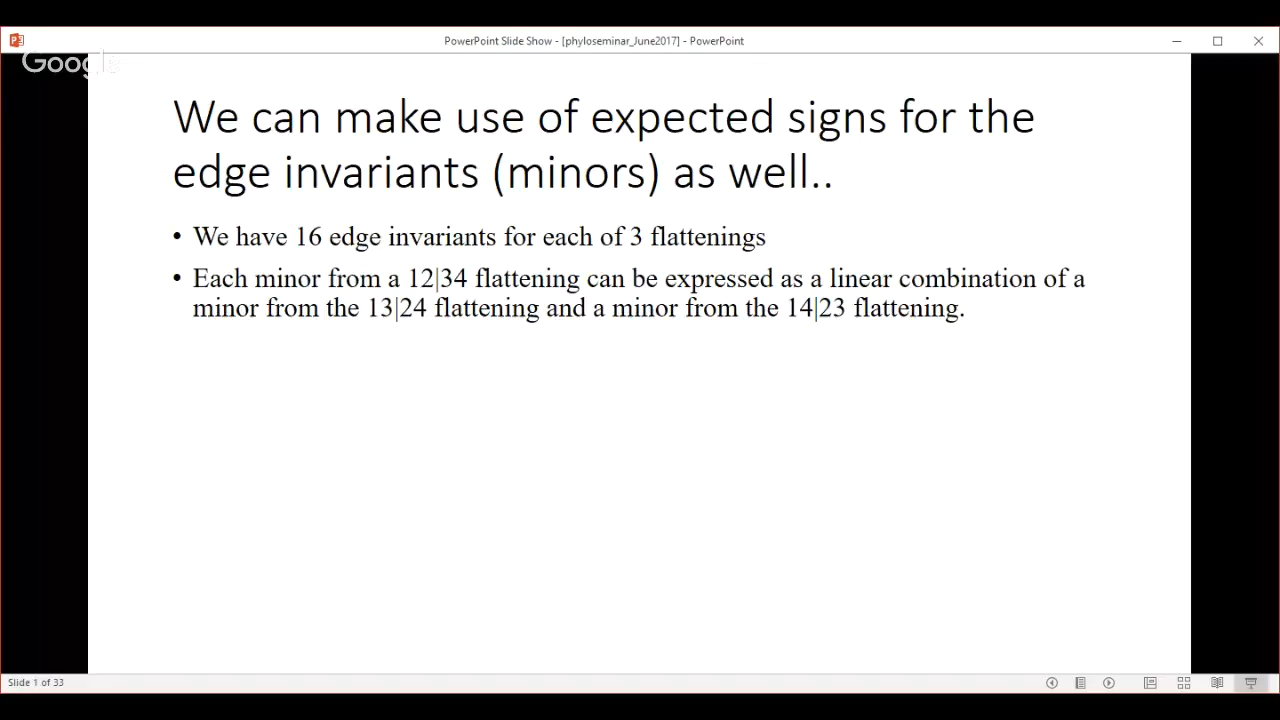 PowerPoint Slide Show - [phyloseminar_June2017] - PowerPoint
Google
We can make use of expected signs for the
edge invariants (minors) as well..
• We have 16 edge invariants for each of 3 flattenings
• Each minor from a 12|34 flattening can be expressed as a linear combination of a
minor from the 13|24 flattening and a minor from the 14|23 flattening.
Slide 1 of 33